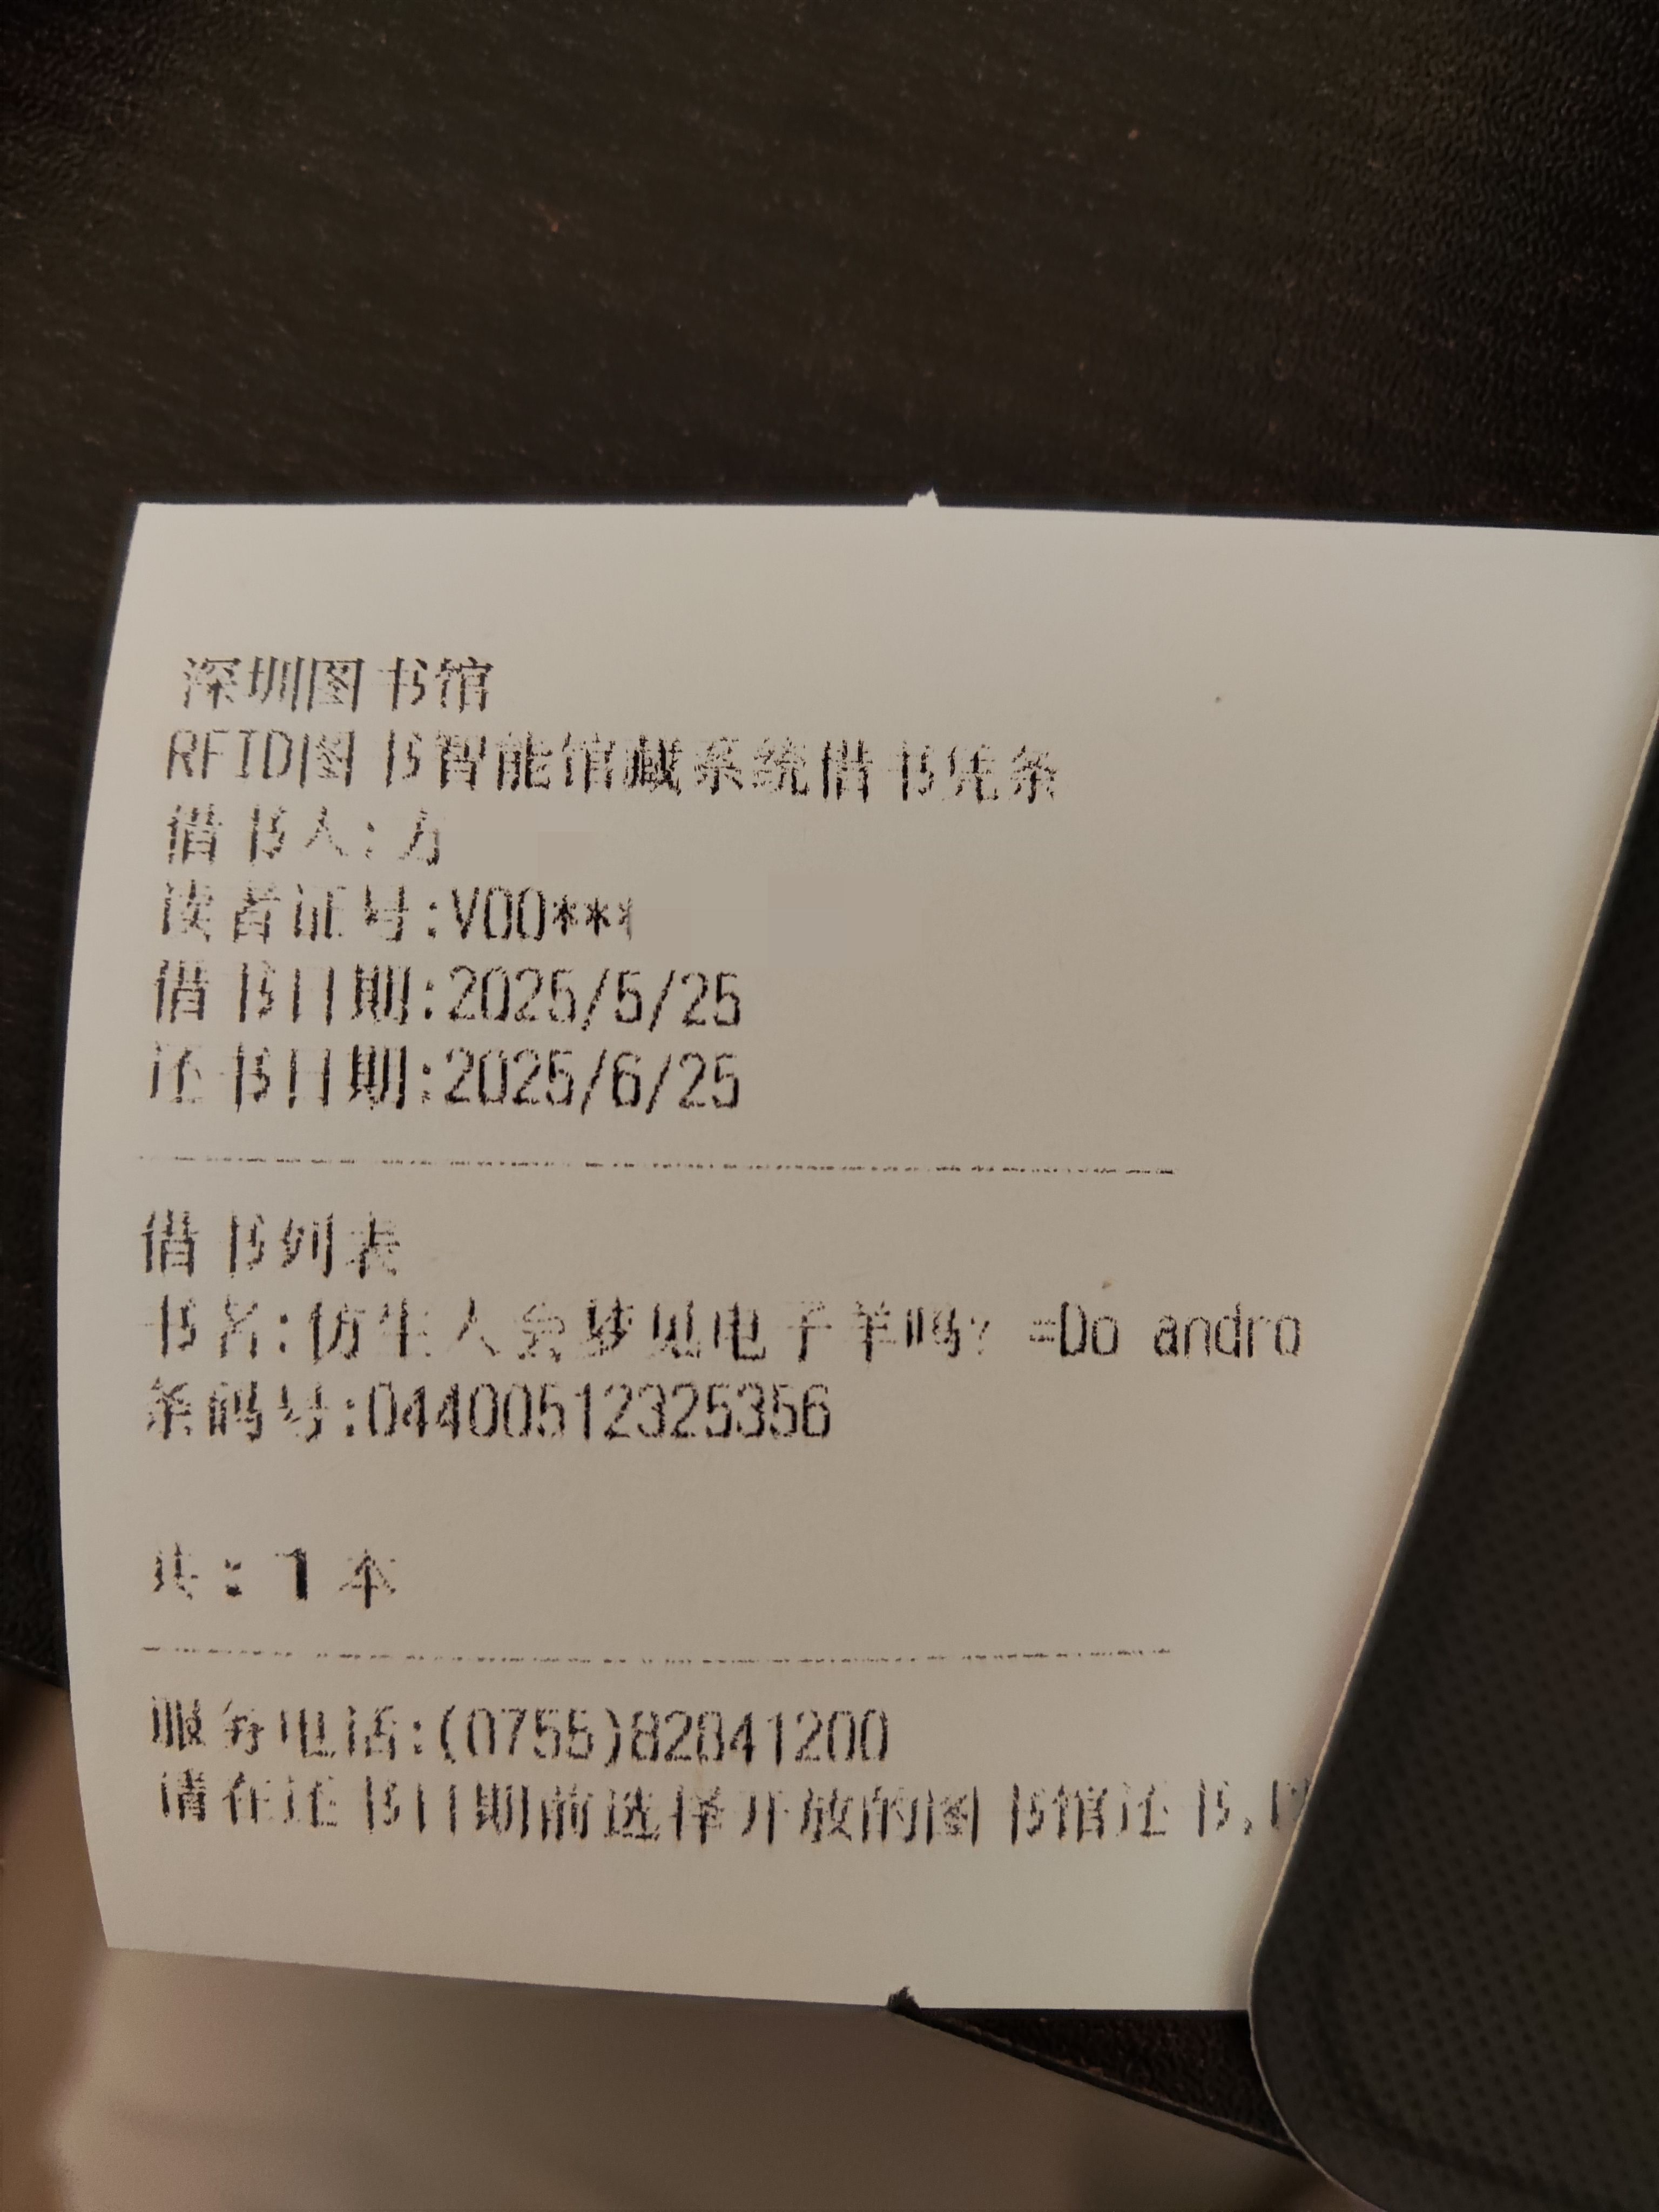 深圳图书馆
RFID图书智能馆藏系统借书凭条
借书人:方
读者证号:V00***
借书日期:2025/5/25
还书日期:2025/6/25
借书列表
书名:仿生人会梦见电子羊吗? =Do andro
条码号:044005512325356
共: 1 本
服务电话:(0755)82841200
请在还书日期前选择开放的图书馆还书,